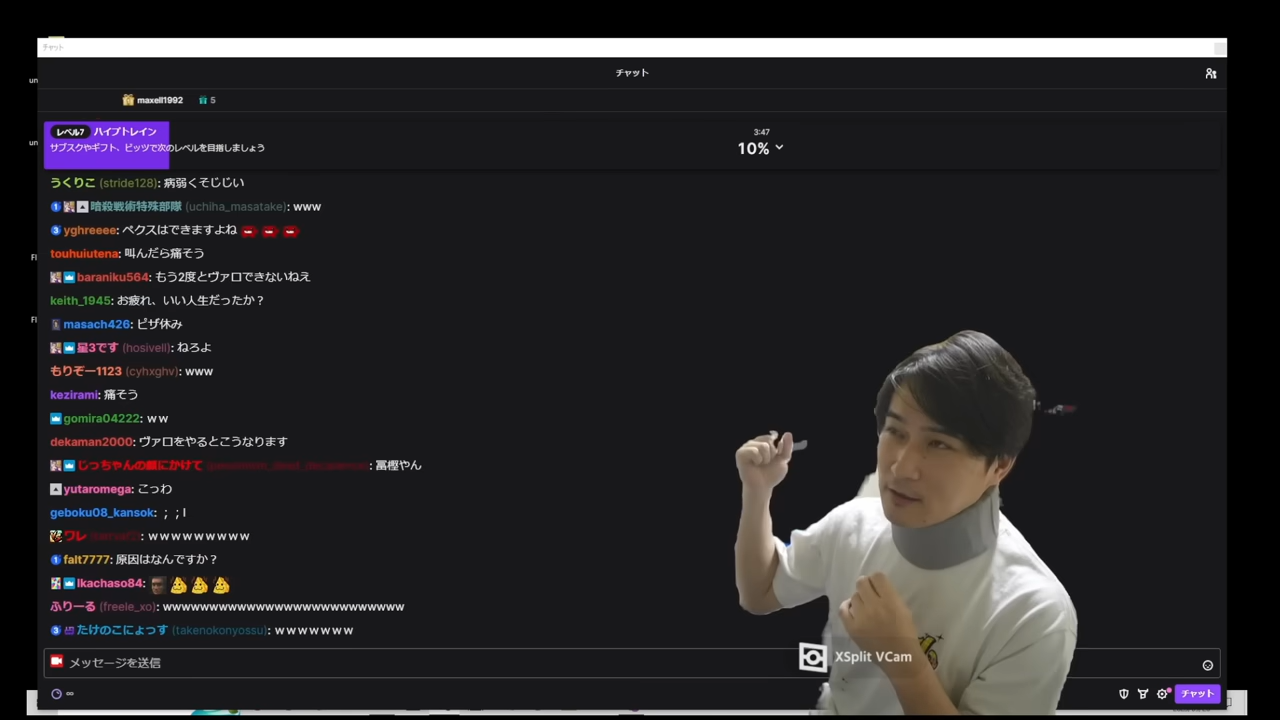 チャット
チャット
maxell1992 5
レベル7 ハイプトレイン
サブスクやギフト、ビッツで次のレベルを目指しましょう
3:47
10%
うくりこ (stride128): 病弱くそじじい
暗殺戦術特殊部隊 (uchiha_masatake): www
yghreeee: ペクスはできますよね
touhuiutena: 叫んだら痛そう
baraniku564: もう2度とヴァロできないねえ
keith_1945: お疲れ、いい人生だったか？
masach426: ピザ休み
星3です (hosivell): ねろよ
もりぞー1123 (cyhxghv): www
kezirami: 痛そう
gomira04222: ｗｗ
dekaman2000: ヴァロをやるとこうなります
じっちゃんの顔にかけて : 冨樫やん
yutaromega: こっわ
geboku08_kansok: ；；l
ワレ : ｗｗｗｗｗｗｗｗｗ
falt7777: 原因はなんですか？
lkachaso84:
ふりーる (freele_xo): wwwwwwwwwwwwwwwwwwwwwwwwww
たけのこにょっす (takenokonyossu): ｗｗｗｗｗｗｗ
XSplit VCam
メッセージを送信
∞
チャット